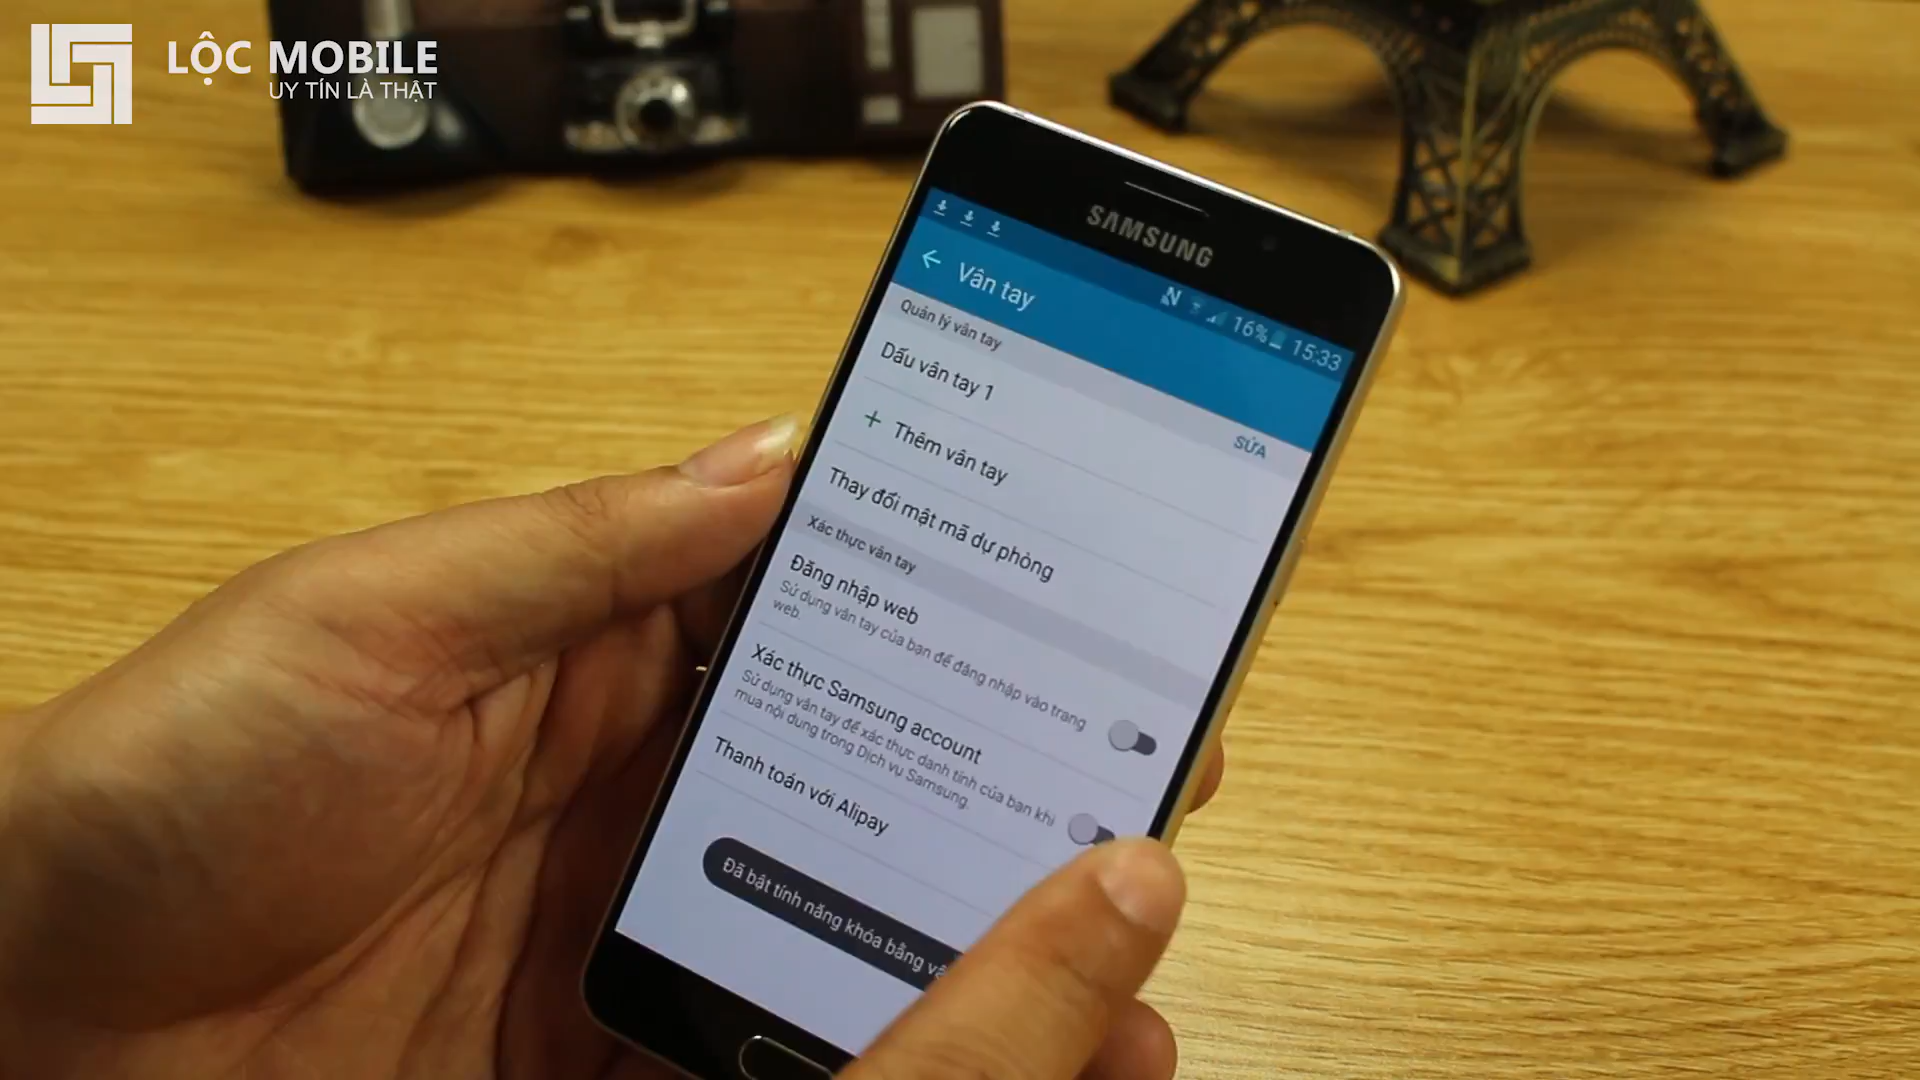 LỘC MOBILE
UY TÍN LÀ THẬT
SAMSUNG
N 16% 15:33
Vân tay
Quản lý vân tay
SỬA
Dấu vân tay 1
+ Thêm vân tay
Thay đổi mật mã dự phòng
Xác thực vân tay
Đăng nhập web
Sử dụng vân tay của bạn để đăng nhập vào trang
web.
Xác thực Samsung account
Sử dụng vân tay để xác thực danh tính của bạn khi
mua nội dung trong Dịch vụ Samsung.
Thanh toán với Alipay
Đã bật tính năng khóa bằng